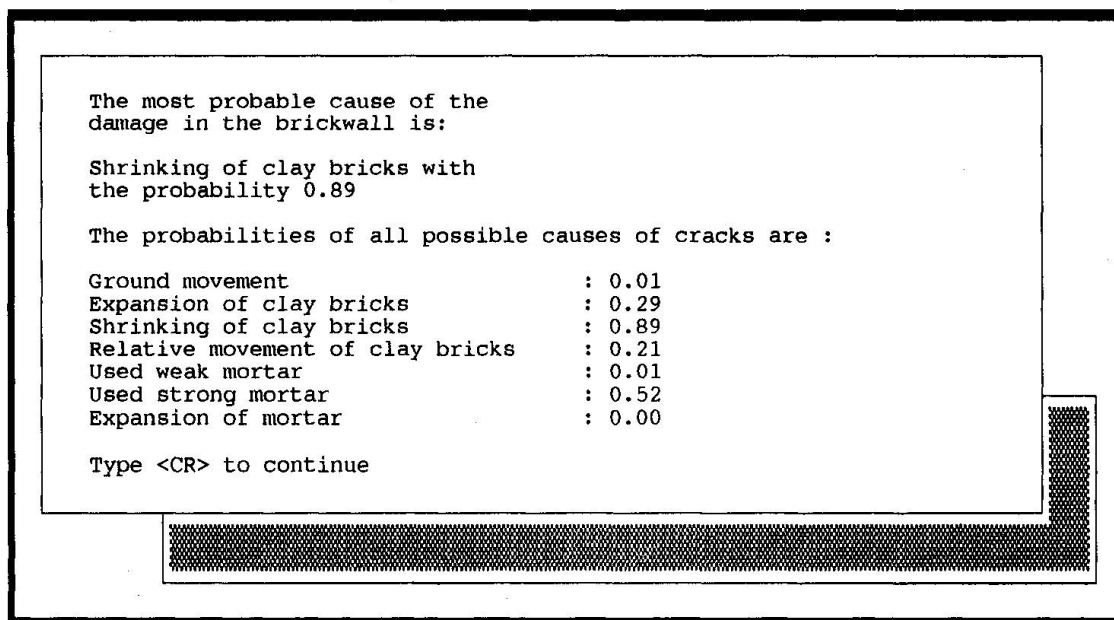 The most probable cause of the
damage in the brickwall is:
Shrinking of clay bricks with
the probability 0.89
The probabilities of all possible causes of cracks are :
Ground movement : 0.01
Expansion of clay bricks : 0.29
Shrinking of clay bricks : 0.89
Relative movement of clay bricks : 0.21
Used weak mortar : 0.01
Used strong mortar : 0.52
Expansion of mortar : 0.00
Type <CR> to continue